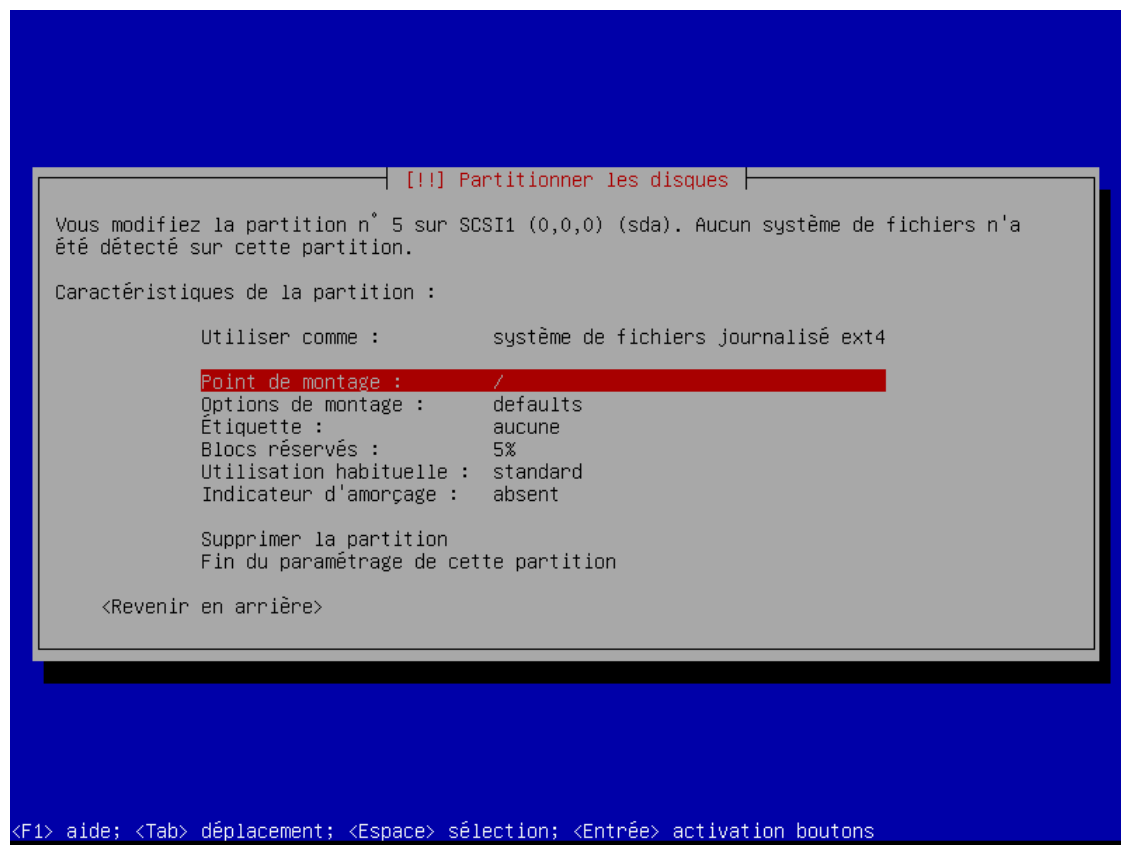 [!!] Partitionner les disques
Vous modifiez la partition n° 5 sur SCSI1 (0,0,0) (sda). Aucun système de fichiers n'a
été détecté sur cette partition.
Caractéristiques de la partition :
Utiliser comme : système de fichiers journalisé ext4
Point de montage : /
Options de montage : defaults
Étiquette : aucune
Blocs réservés : 5%
Utilisation habituelle : standard
Indicateur d'amorçage : absent
Supprimer la partition
Fin du paramétrage de cette partition
<Revenir en arrière>
<F1> aide; <Tab> déplacement; <Espace> sélection; <Entrée> activation boutons